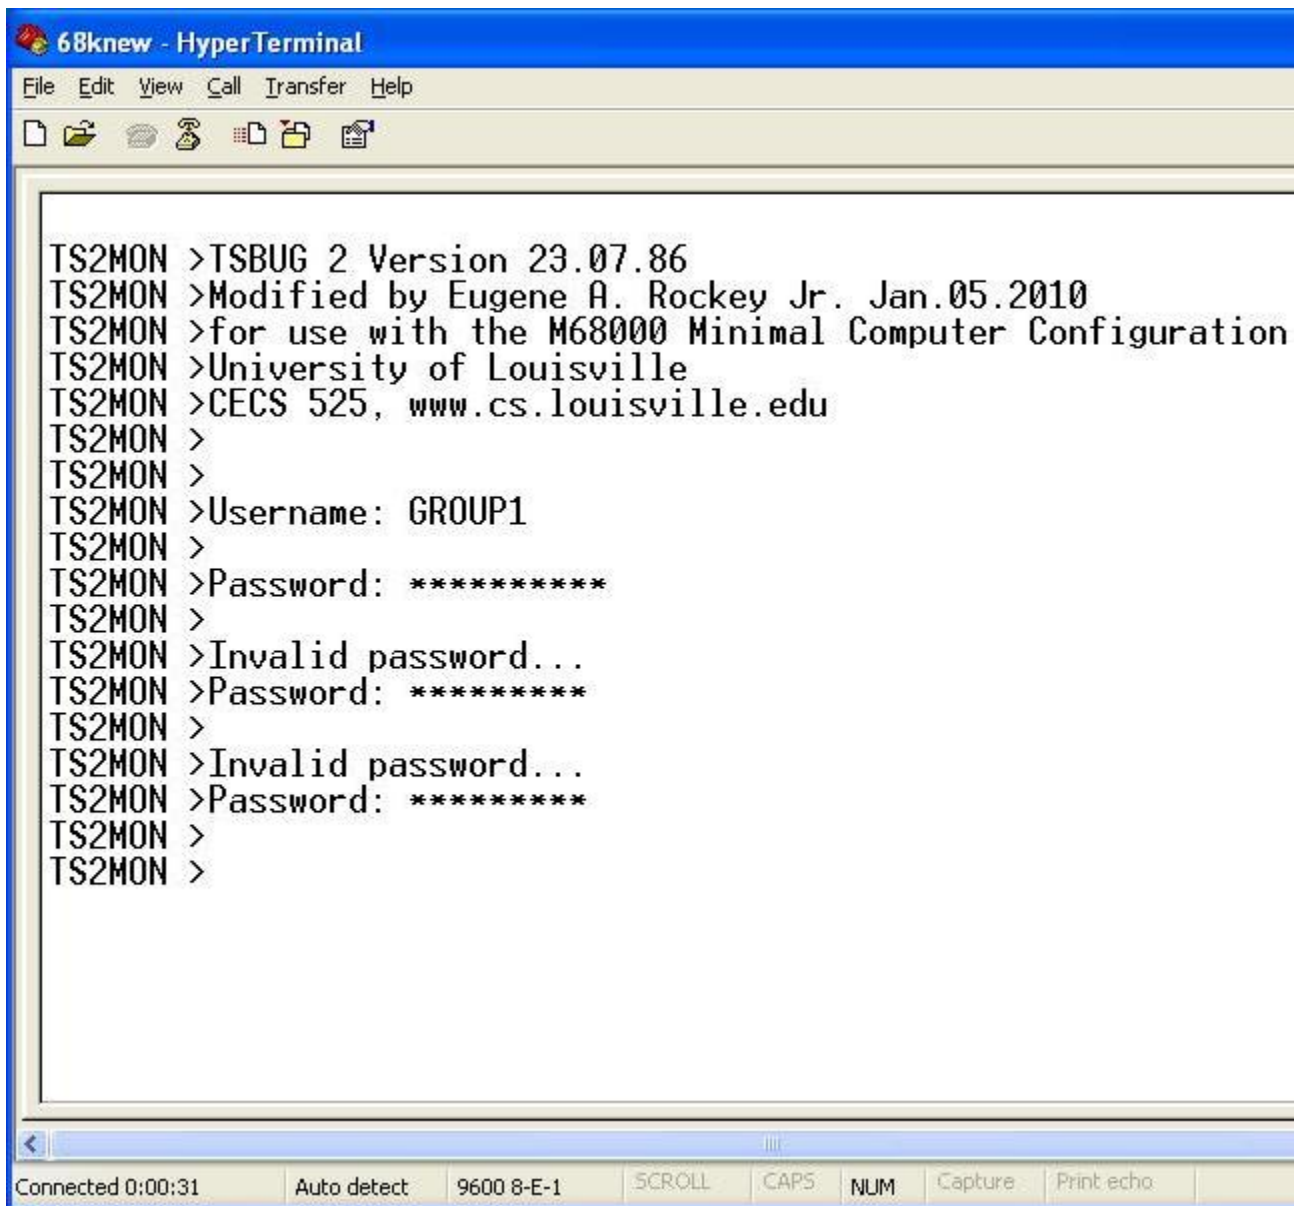 68knew - HyperTerminal
File Edit View Call Transfer Help
TS2MON >TSBUG 2 Version 23.07.86
TS2MON >Modified by Eugene A. Rockey Jr. Jan.05.2010
TS2MON >for use with the M68000 Minimal Computer Configuration
TS2MON >University of Louisville
TS2MON >CECS 525, www.cs.louisville.edu
TS2MON >
TS2MON >
TS2MON >Username: GROUP1
TS2MON >
TS2MON >Password: **********
TS2MON >
TS2MON >Invalid password...
TS2MON >Password: *********
TS2MON >
TS2MON >Invalid password...
TS2MON >Password: *********
TS2MON >
TS2MON >
Connected 0:00:31 Auto detect 9600 8-E-1 SCROLL CAPS NUM Capture Print echo